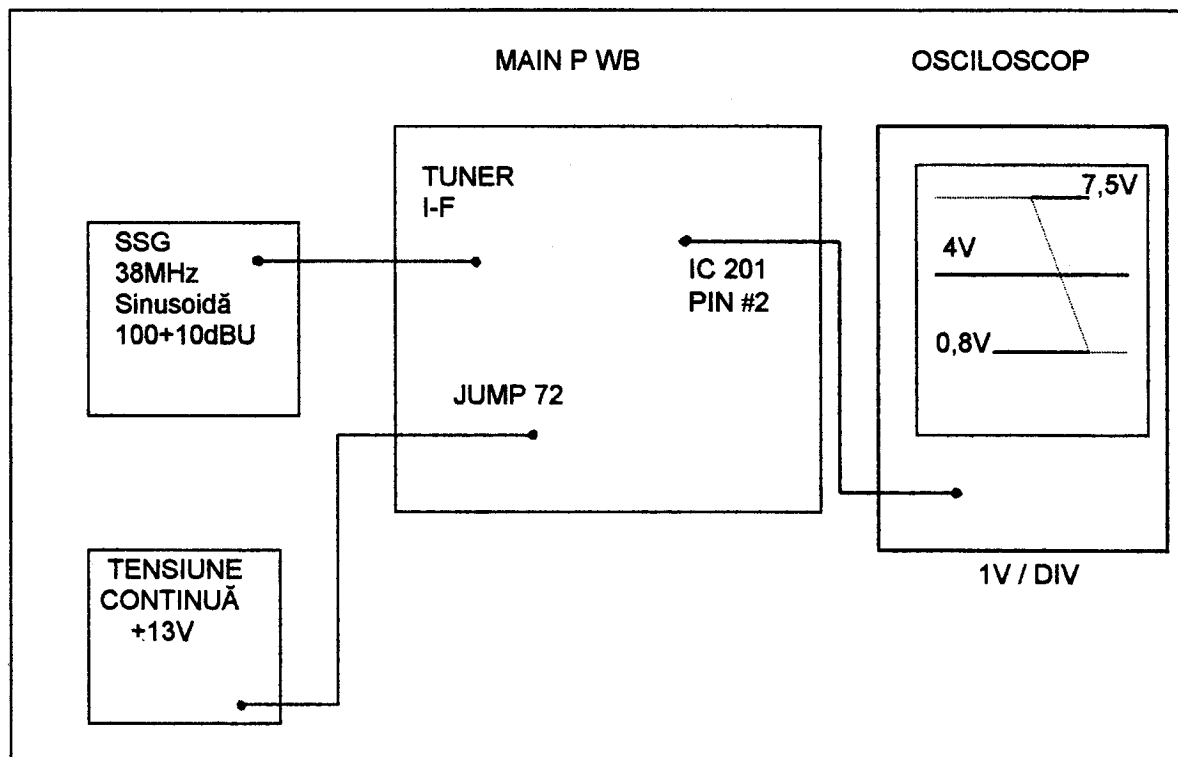 MAIN P WB
OSCILOSCOP
TUNER
I-F
7,5V
4V
0,8V
SSG
38MHz
Sinusoidă
100+10dBU
IC 201
PIN #2
JUMP 72
TENSIUNE
CONTINUĂ
+13V
1V / DIV